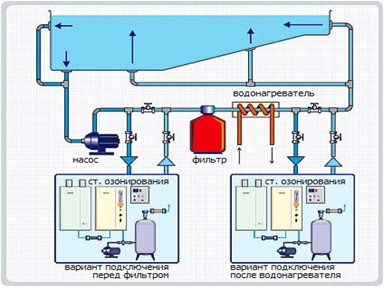 водонагреватель
насос
фильтр
ст. озонирования
ст. озонирования
вариант подключения
перед фильтром
вариант подключения
после водонагревателя